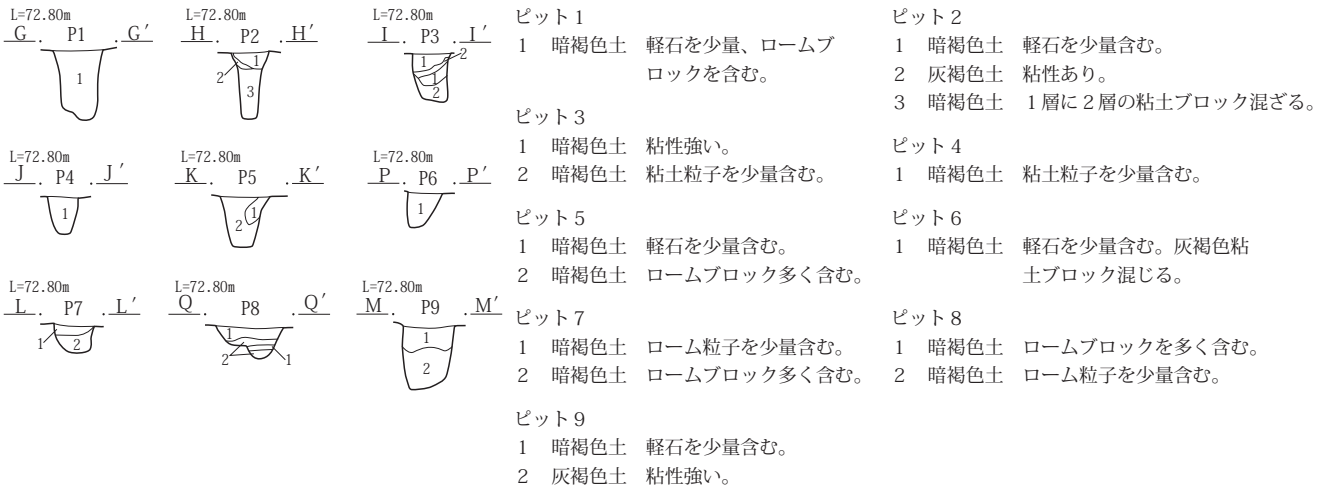 L=72.80m
G . P1 . G′
1
L=72.80m
H . P2 . H′
1
2
3
L=72.80m
I . P3 . I′
1
2
1
2
L=72.80m
J . P4 . J′
1
L=72.80m
K . P5 . K′
1
2
L=72.80m
P . P6 . P′
1
L=72.80m
L . P7 . L′
1
2
L=72.80m
Q . P8 . Q′
1
2
1
L=72.80m
M . P9 . M′
1
2
ピット1
1 暗褐色土 軽石を少量、ロームブ
ロックを含む。
ピット2
1 暗褐色土 軽石を少量含む。
2 灰褐色土 粘性あり。
3 暗褐色土 1層に2層の粘土ブロック混ざる。
ピット3
1 暗褐色土 粘性強い。
2 暗褐色土 粘土粒子を少量含む。
ピット4
1 暗褐色土 粘土粒子を少量含む。
ピット5
1 暗褐色土 軽石を少量含む。
2 暗褐色土 ロームブロック多く含む。
ピット6
1 暗褐色土 軽石を少量含む。灰褐色粘
土ブロック混じる。
ピット7
1 暗褐色土 ローム粒子を少量含む。
2 暗褐色土 ロームブロック多く含む。
ピット8
1 暗褐色土 ロームブロックを多く含む。
2 暗褐色土 ローム粒子を少量含む。
ピット9
1 暗褐色土 軽石を少量含む。
2 灰褐色土 粘性強い。